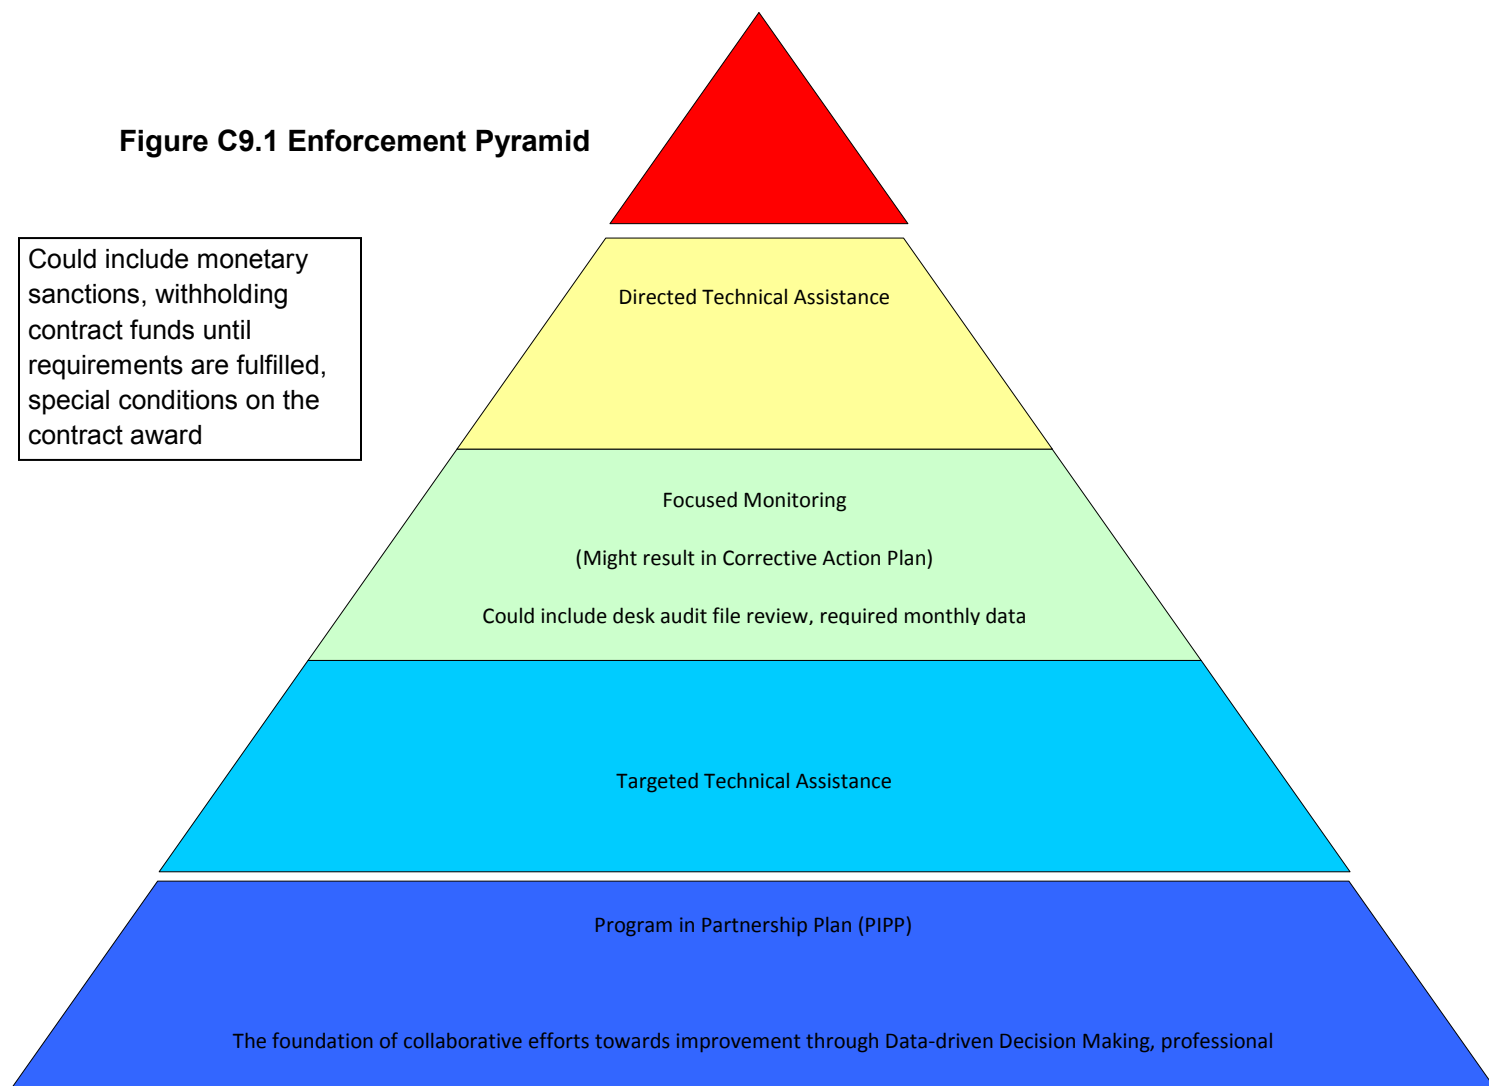 Figure C9.1 Enforcement Pyramid
Could include monetary
sanctions, withholding
contract funds until
requirements are fulfilled,
special conditions on the
contract award
Directed Technical Assistance
Focused Monitoring
(Might result in Corrective Action Plan)
Could include desk audit file review, required monthly data
Targeted Technical Assistance
Program in Partnership Plan (PIPP)
The foundation of collaborative efforts towards improvement through Data-driven Decision Making, professional